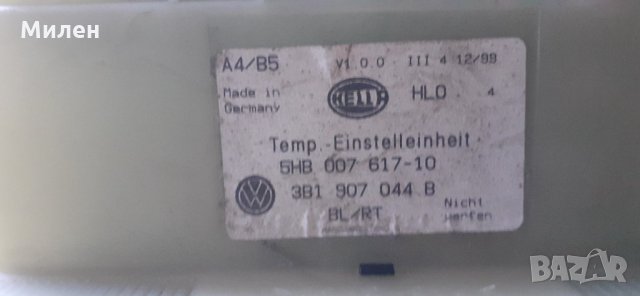 Милен
A4/B5 V1.0.0 III 4 12/99
Made in Germany HELLA HLO 4
Temp.-Einstelleinheit
5HB 007 617-10
VW 3B1 907 044 B
BL/RT Nicht werfen
BAZAR